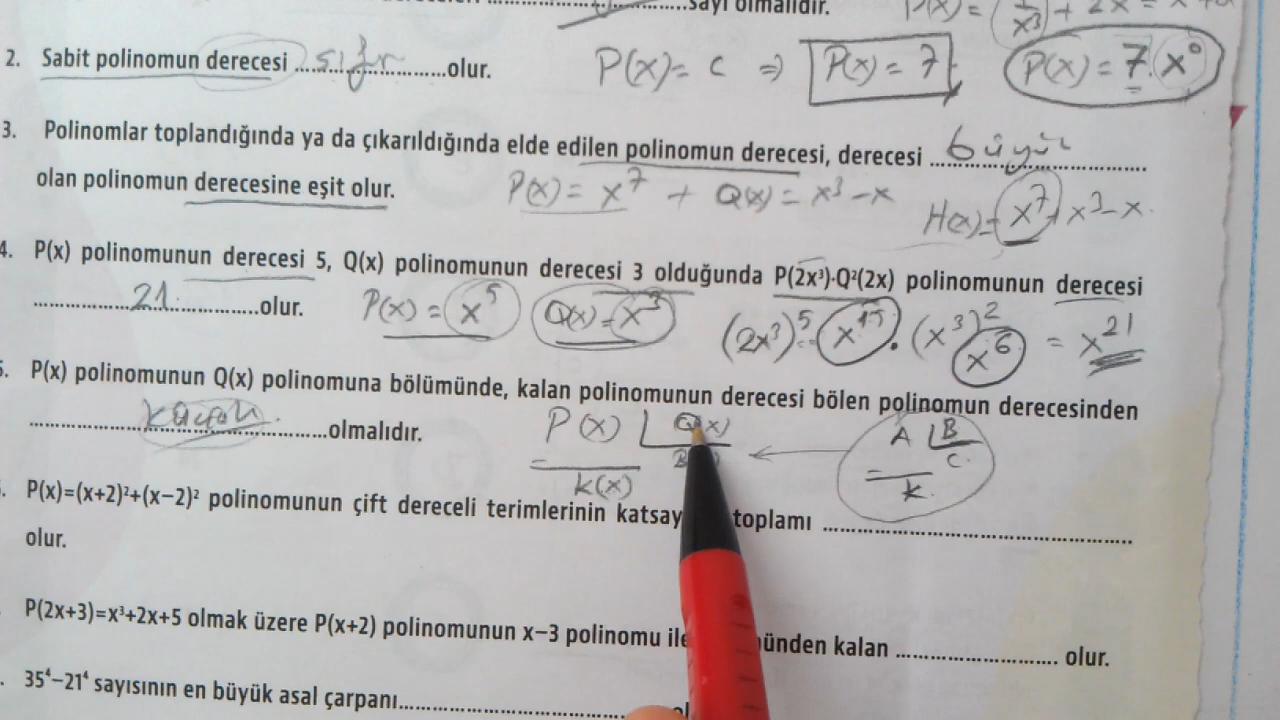 sayı olmalıdır. P(x)= + 2x
2. Sabit polinomun derecesi sıfır olur. P(x)= c ⇒ P(x) = 7 P(x) = 7 x⁰
3. Polinomlar toplandığında ya da çıkarıldığında elde edilen polinomun derecesi, derecesi büyük
olan polinomun derecesine eşit olur. P(x) = x⁷ + Q(x) = x³ - x H(x) = x⁷ + x³ - x
4. P(x) polinomunun derecesi 5, Q(x) polinomunun derecesi 3 olduğunda P(2x³)·Q²(2x) polinomunun derecesi
21 olur. P(x) = x⁵ Q(x) = x³ (2x³)⁵ = x¹⁵ . (x³)² x⁶ = x²¹
P(x) polinomunun Q(x) polinomuna bölümünde, kalan polinomunun derecesi bölen polinomun derecesinden
küçük olmalıdır. P(x) Q(x) A B
C
k(x) k
P(x)=(x+2)²+(x−2)² polinomunun çift dereceli terimlerinin toplamı
olur.
P(2x+3)=x³+2x+5 olmak üzere P(x+2) polinomunun x−3 polinomu kalan olur.
35⁴−21⁴ sayısının en büyük asal çarpanı